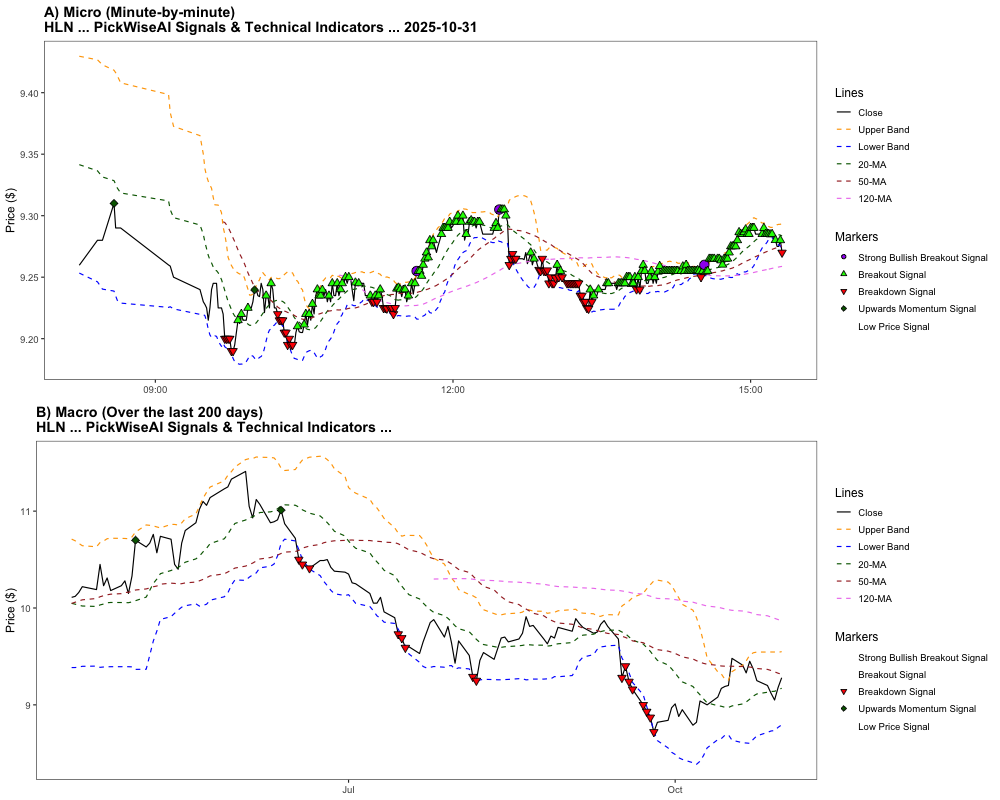 A) Micro (Minute-by-minute)
HLN ... PickWiseAI Signals & Technical Indicators ... 2025-10-31
Price ($)
9.40
9.35
9.30
9.25
9.20
09:00
12:00
15:00
Lines
Close
Upper Band
Lower Band
20-MA
50-MA
120-MA
Markers
Strong Bullish Breakout Signal
Breakout Signal
Breakdown Signal
Upwards Momentum Signal
Low Price Signal
B) Macro (Over the last 200 days)
HLN ... PickWiseAI Signals & Technical Indicators ...
Price ($)
11
10
9
Jul
Oct
Lines
Close
Upper Band
Lower Band
20-MA
50-MA
120-MA
Markers
Strong Bullish Breakout Signal
Breakout Signal
Breakdown Signal
Upwards Momentum Signal
Low Price Signal